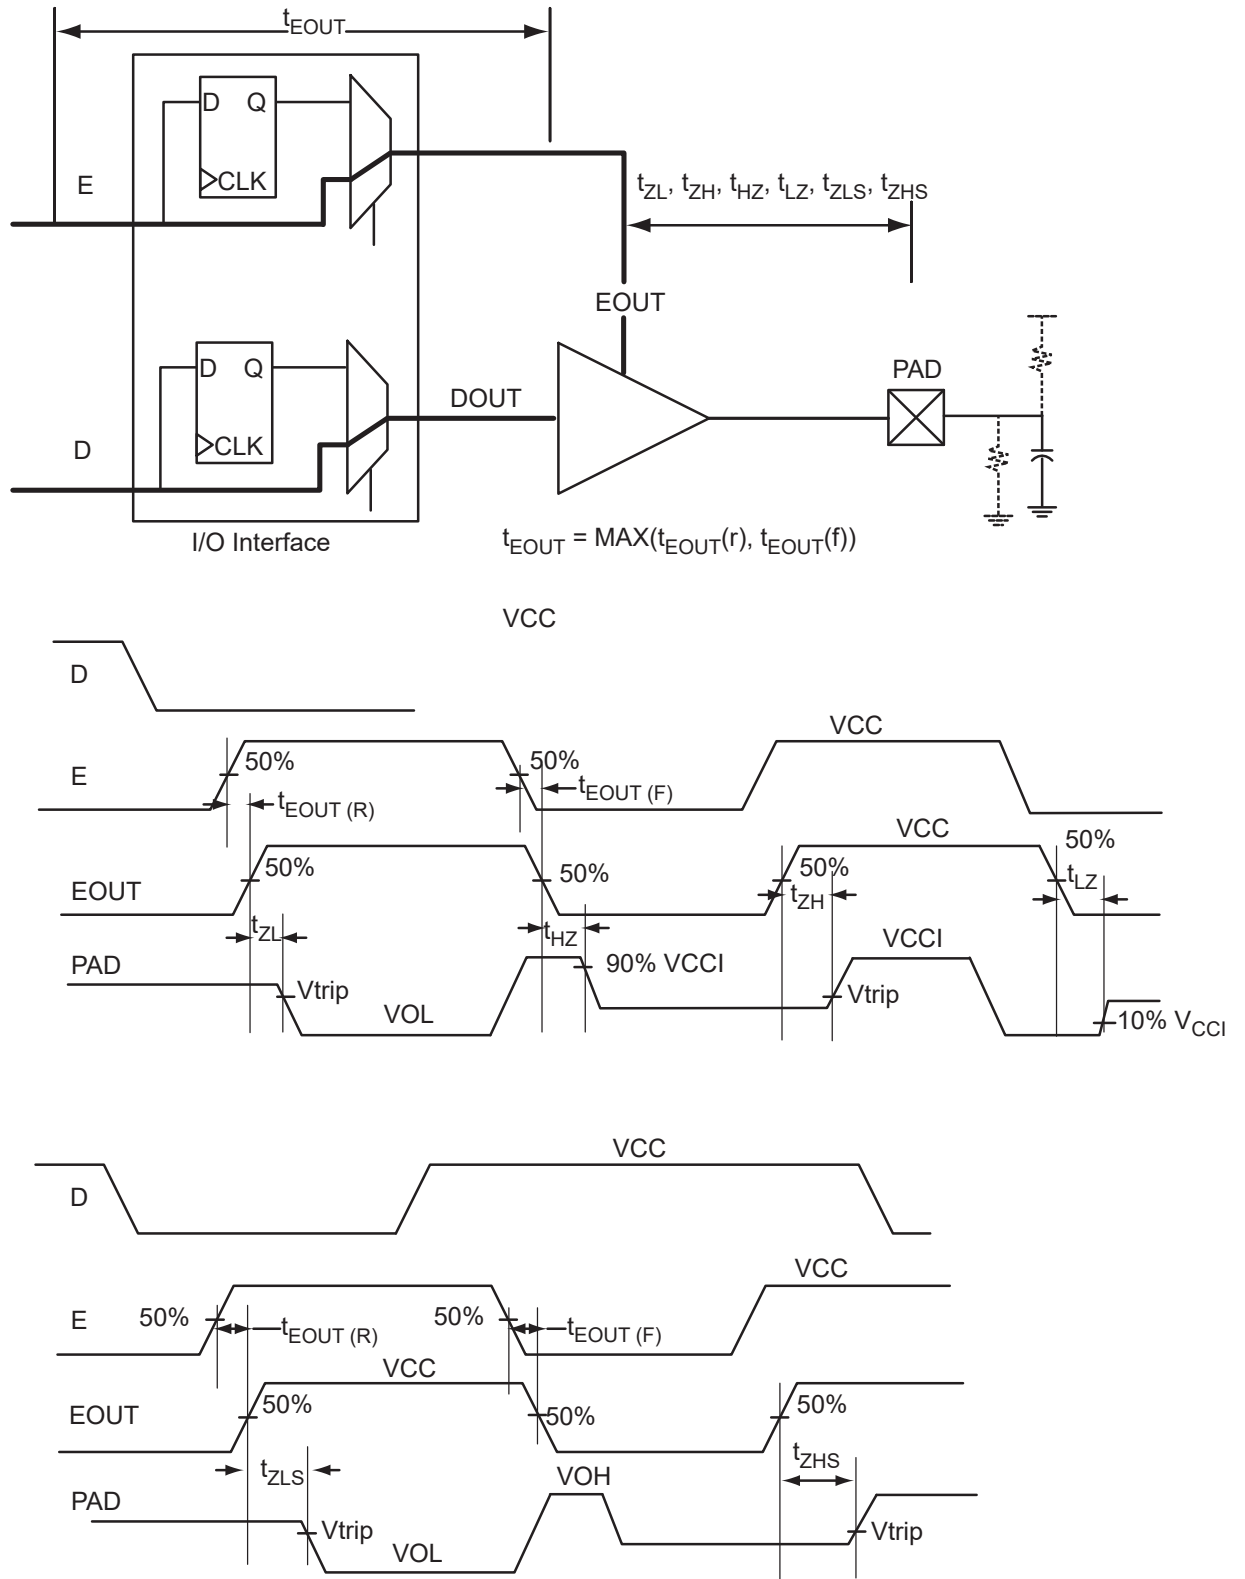 tEOUT
D Q
CLK
E
tZL, tZH, tHZ, tLZ, tZLS, tZHS
EOUT
D Q
CLK
DOUT
PAD
D
I/O Interface
tEOUT = MAX(tEOUT(r), tEOUT(f))
VCC
D
VCC
50%
50%
E
tEOUT (R)
tEOUT (F)
VCC
50%
50%
50%
50%
EOUT
tZL
tHZ
tZH
tLZ
PAD
VCCI
90% VCCI
Vtrip
Vtrip
VOL
10% VCCI
VCC
D
VCC
E
50%
tEOUT (R)
50%
tEOUT (F)
VCC
EOUT
50%
50%
50%
tZLS
tZHS
PAD
VOH
Vtrip
Vtrip
VOL